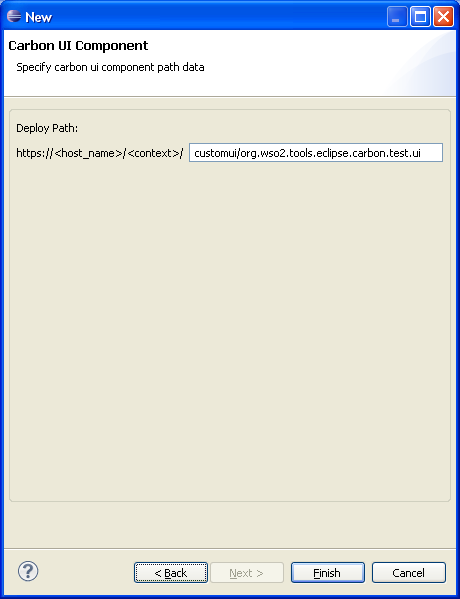 New
Carbon UI Component
Specify carbon ui component path data
Deploy Path:
https://<host_name>/<context>/ customui/org.wso2.tools.eclipse.carbon.test.ui
? < Back Next > Finish Cancel